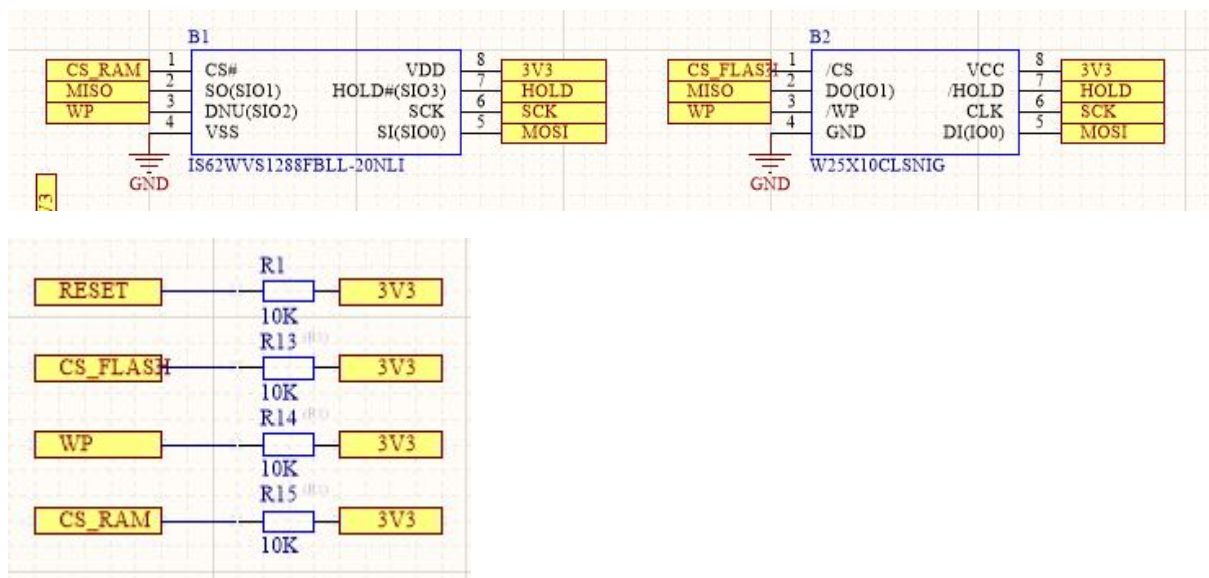 B1
CS_RAM 1 CS# VDD 8 3V3
MISO 2 SO(SIO1) HOLD#(SIO3) 7 HOLD
WP 3 DNU(SIO2) SCK 6 SCK
4 VSS SI(SIO0) 5 MOSI
IS62WVS1288FBLL-20NLI
GND
B2
CS_FLASH 1 /CS VCC 8 3V3
MISO 2 DO(IO1) /HOLD 7 HOLD
WP 3 /WP CLK 6 SCK
4 GND DI(IO0) 5 MOSI
W25X10CLSNIG
GND
R1
RESET 3V3
10K
R13
CS_FLASH 3V3
10K
R14
WP 3V3
10K
R15
CS_RAM 3V3
10K